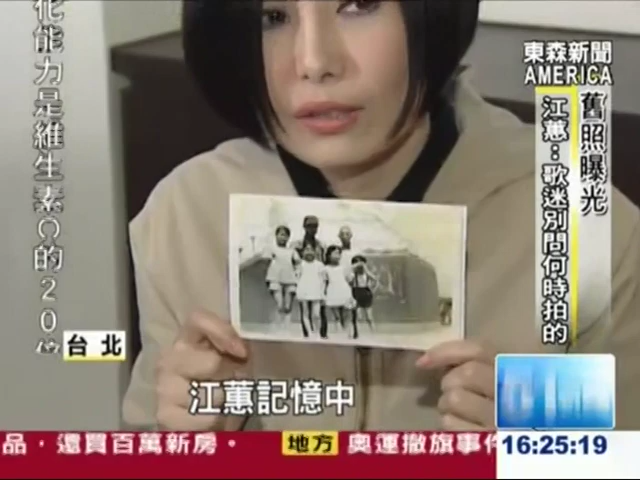 化能力是維生素C的20倍
東森新聞
AMERICA
舊照曝光
江蕙：歌迷別問何時拍的
台北
江蕙記憶中
品，還買百萬新房。 地方 奧運撤旗事件
16:25:19